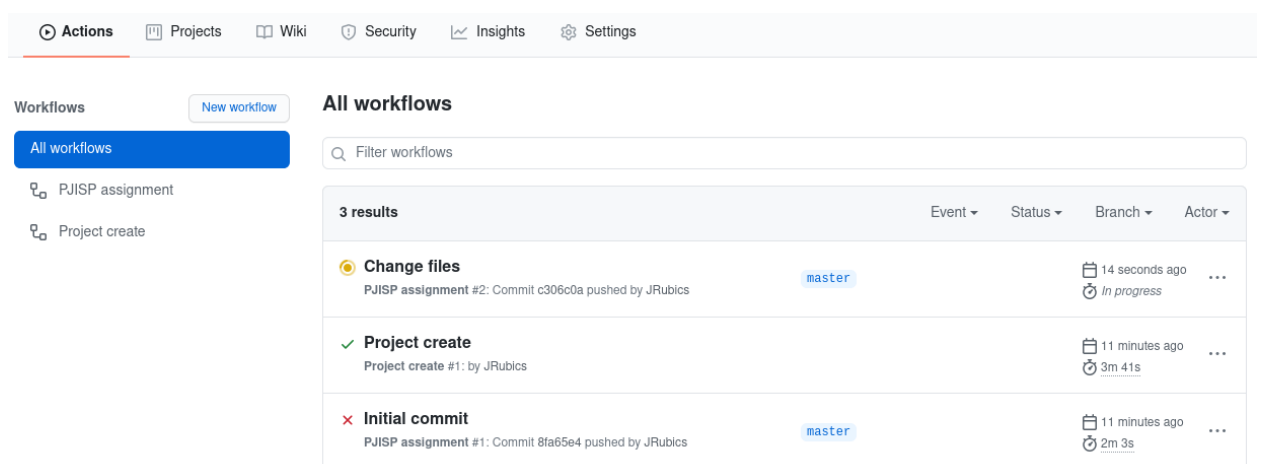 Actions Projects Wiki Security Insights Settings
Workflows New workflow
All workflows
PJISP assignment
Project create
All workflows
Filter workflows
3 results Event Status Branch Actor
Change files
PJISP assignment #2: Commit c306c0a pushed by JRubics
master
14 seconds ago
In progress
Project create
Project create #1: by JRubics
11 minutes ago
3m 41s
Initial commit
PJISP assignment #1: Commit 8fa65e4 pushed by JRubics
master
11 minutes ago
2m 3s